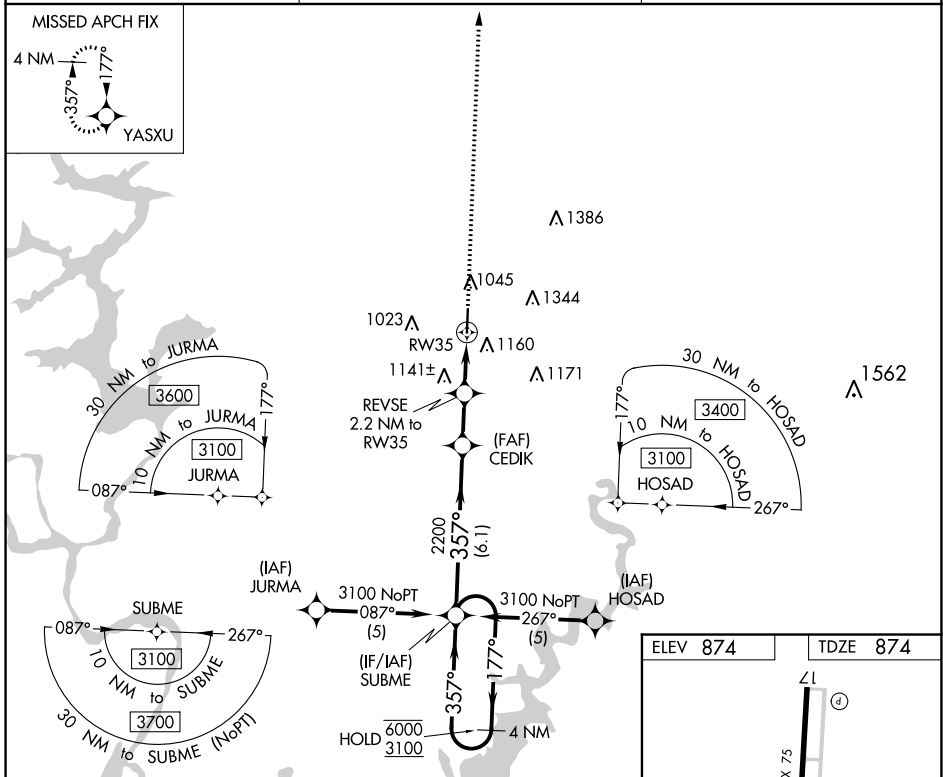 MISSED APCH FIX
4 NM
177°
357°
YASXU
1386
1045
1344
1023
RW35
1160
1141±
1171
1562
REVSE
2.2 NM to
RW35
(FAF)
CEDIK
30 NM to JURMA
3600
177°
10 NM to JURMA
3100
JURMA
087°
30 NM to HOSAD
3400
177°
10 NM to HOSAD
3100
HOSAD
267°
2200
357°
(6.1)
(IAF)
JURMA
3100 NoPT
087°
(5)
3100 NoPT
267°
(5)
(IAF)
HOSAD
(IF/IAF)
SUBME
357°
177°
HOLD 6000
3100
4 NM
SUBME
087°
267°
3100
10 NM to SUBME
3700
30 NM to SUBME (NoPT)
ELEV 874
TDZE 874
17
P
X 75